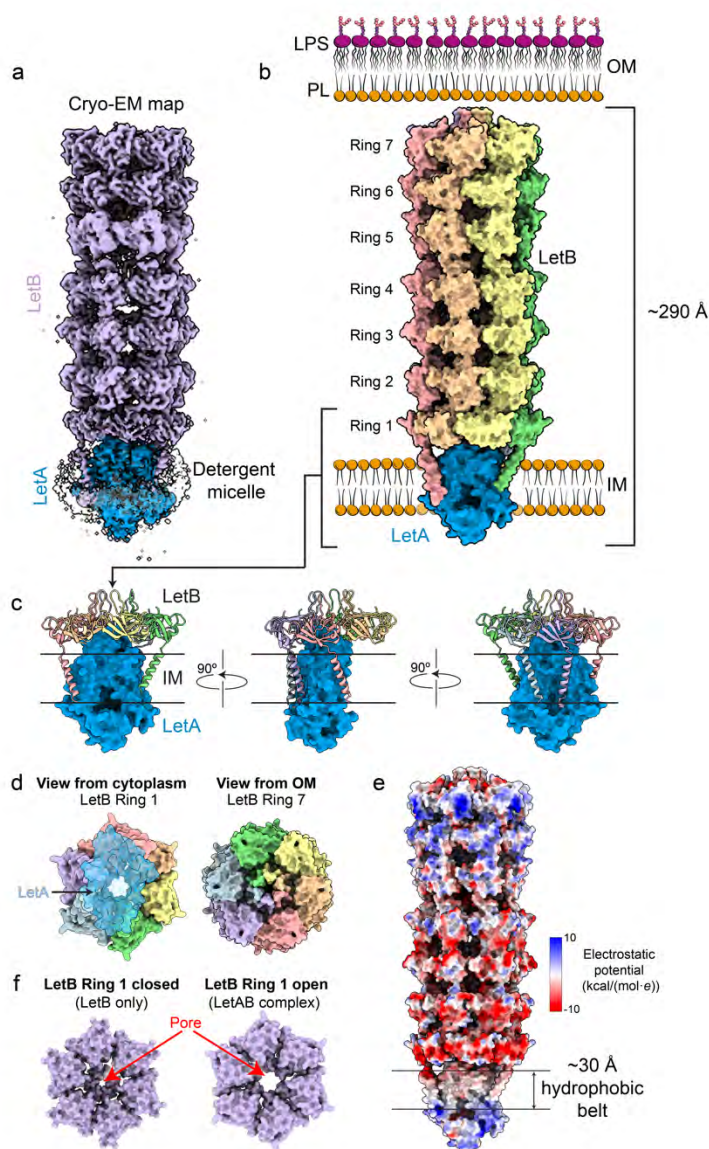 LPS
OM
PL
a
Cryo-EM map
LetB
LetA
Detergent
micelle
b
Ring 7
Ring 6
Ring 5
Ring 4
Ring 3
Ring 2
Ring 1
LetB
~290 Å
IM
LetA
c
LetB
IM
LetA
90º
90º
d
View from cytoplasm
LetB Ring 1
LetA
View from OM
LetB Ring 7
e
10
-10
Electrostatic
potential
(kcal/(mol·e))
~30 Å
hydrophobic
belt
f
LetB Ring 1 closed
(LetB only)
LetB Ring 1 open
(LetAB complex)
Pore